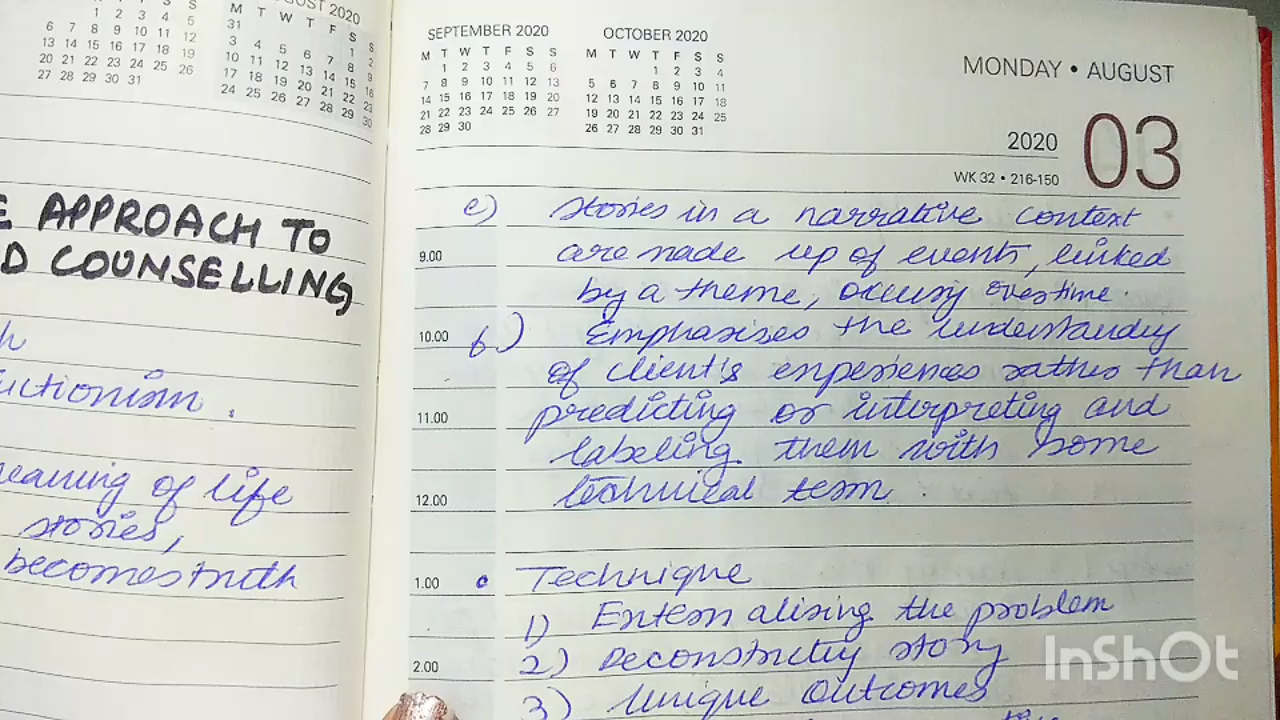 S
1 2 3 4 5
6 7 8 9 10 11 12
13 14 15 16 17 18 19
20 21 22 23 24 25 26
27 28 29 30 31
UGUST 2020
M T W T F S S
31 1 2
3 4 5 6 7 8 9
10 11 12 13 14 15 16
17 18 19 20 21 22 23
24 25 26 27 28 29 30
E APPROACH TO
D COUNSELLING
uctionism.
meaning of life
stories,
becomes truth
SEPTEMBER 2020
M T W T F S S
1 2 3 4 5 6
7 8 9 10 11 12 13
14 15 16 17 18 19 20
21 22 23 24 25 26 27
28 29 30
OCTOBER 2020
M T W T F S S
1 2 3 4
5 6 7 8 9 10 11
12 13 14 15 16 17 18
19 20 21 22 23 24 25
26 27 28 29 30 31
MONDAY • AUGUST
2020 03
WK 32 • 216-150
e) stories in a narrative context
9.00 are made up of events, linked
by a theme, occuring overtime.
10.00 f) Emphasises the understanding
of client's experiences rather than
11.00 predicting or interpreting and
labeling them with some
12.00 technical term.
1.00 • Technique
1) Externalising the problem
2.00 2) Deconstructing story
3) Unique Outcomes
InShOt